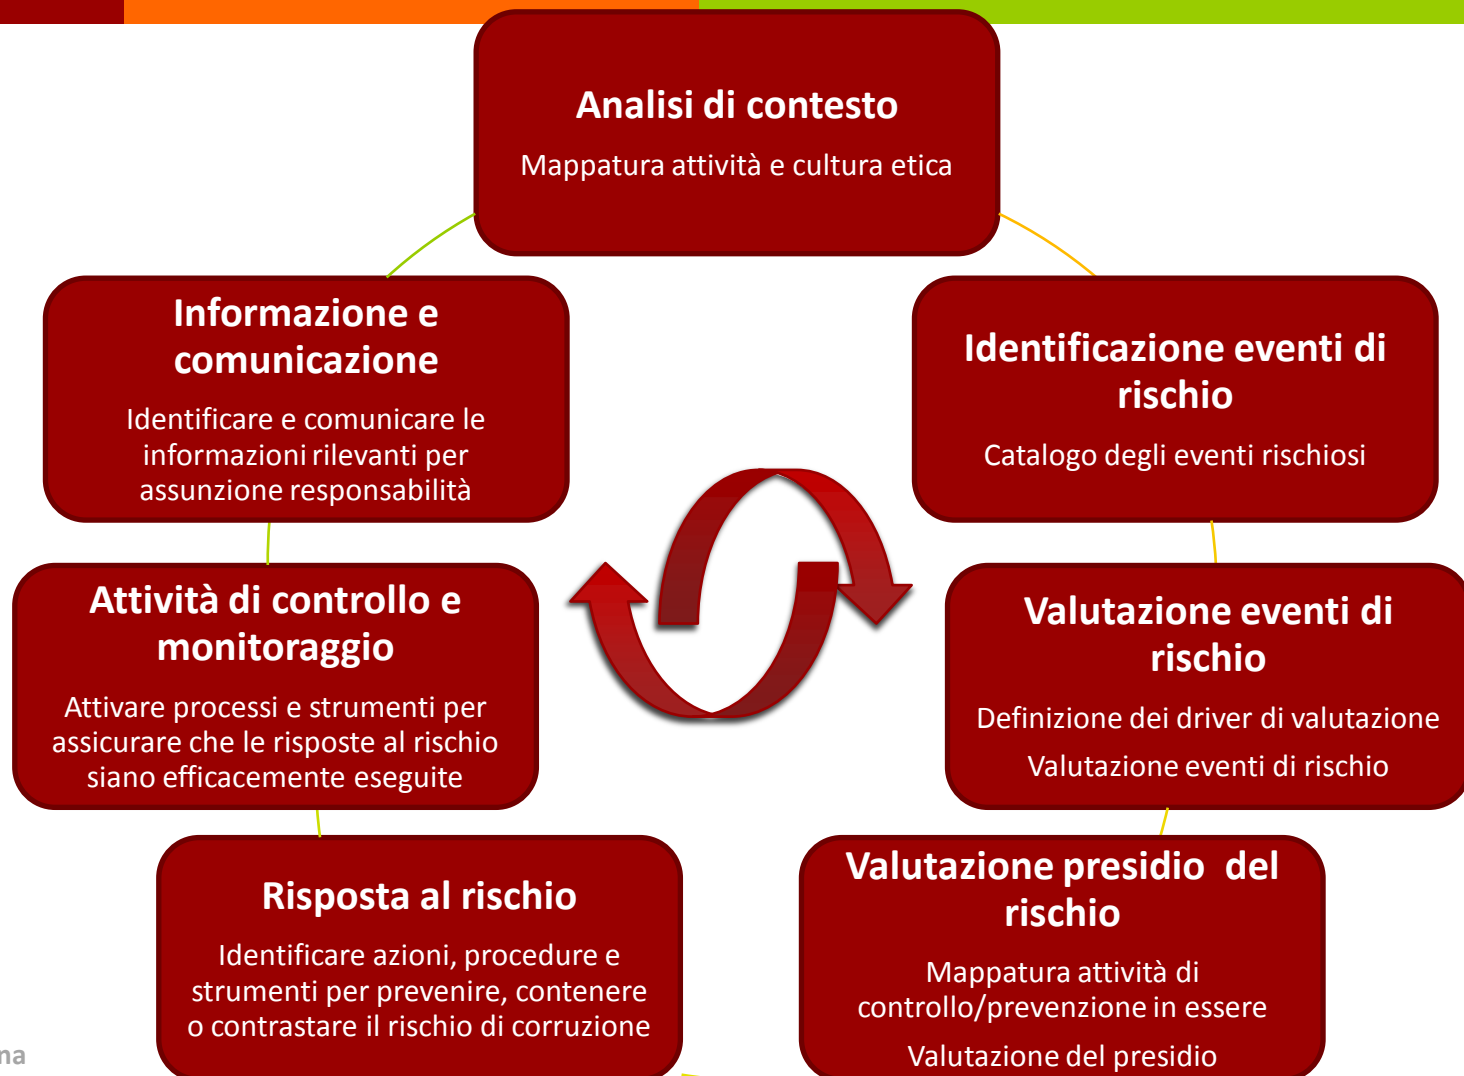 Analisi di contesto
Mappatura attività e cultura etica
Identificazione eventi di
rischio
Catalogo degli eventi rischiosi
Valutazione eventi di
rischio
Definizione dei driver di valutazione
Valutazione eventi di rischio
Valutazione presidio  del
rischio
Mappatura attività di
controllo/prevenzione in essere
Valutazione del presidio
Risposta al rischio
Identificare azioni, procedure e
strumenti per prevenire, contenere
o contrastare il rischio di corruzione
Attività di controllo e
monitoraggio
Attivare processi e strumenti per
assicurare che le risposte al rischio
siano efficacemente eseguite
Informazione e
comunicazione
Identificare e comunicare le
informazioni rilevanti per
assunzione responsabilità
na